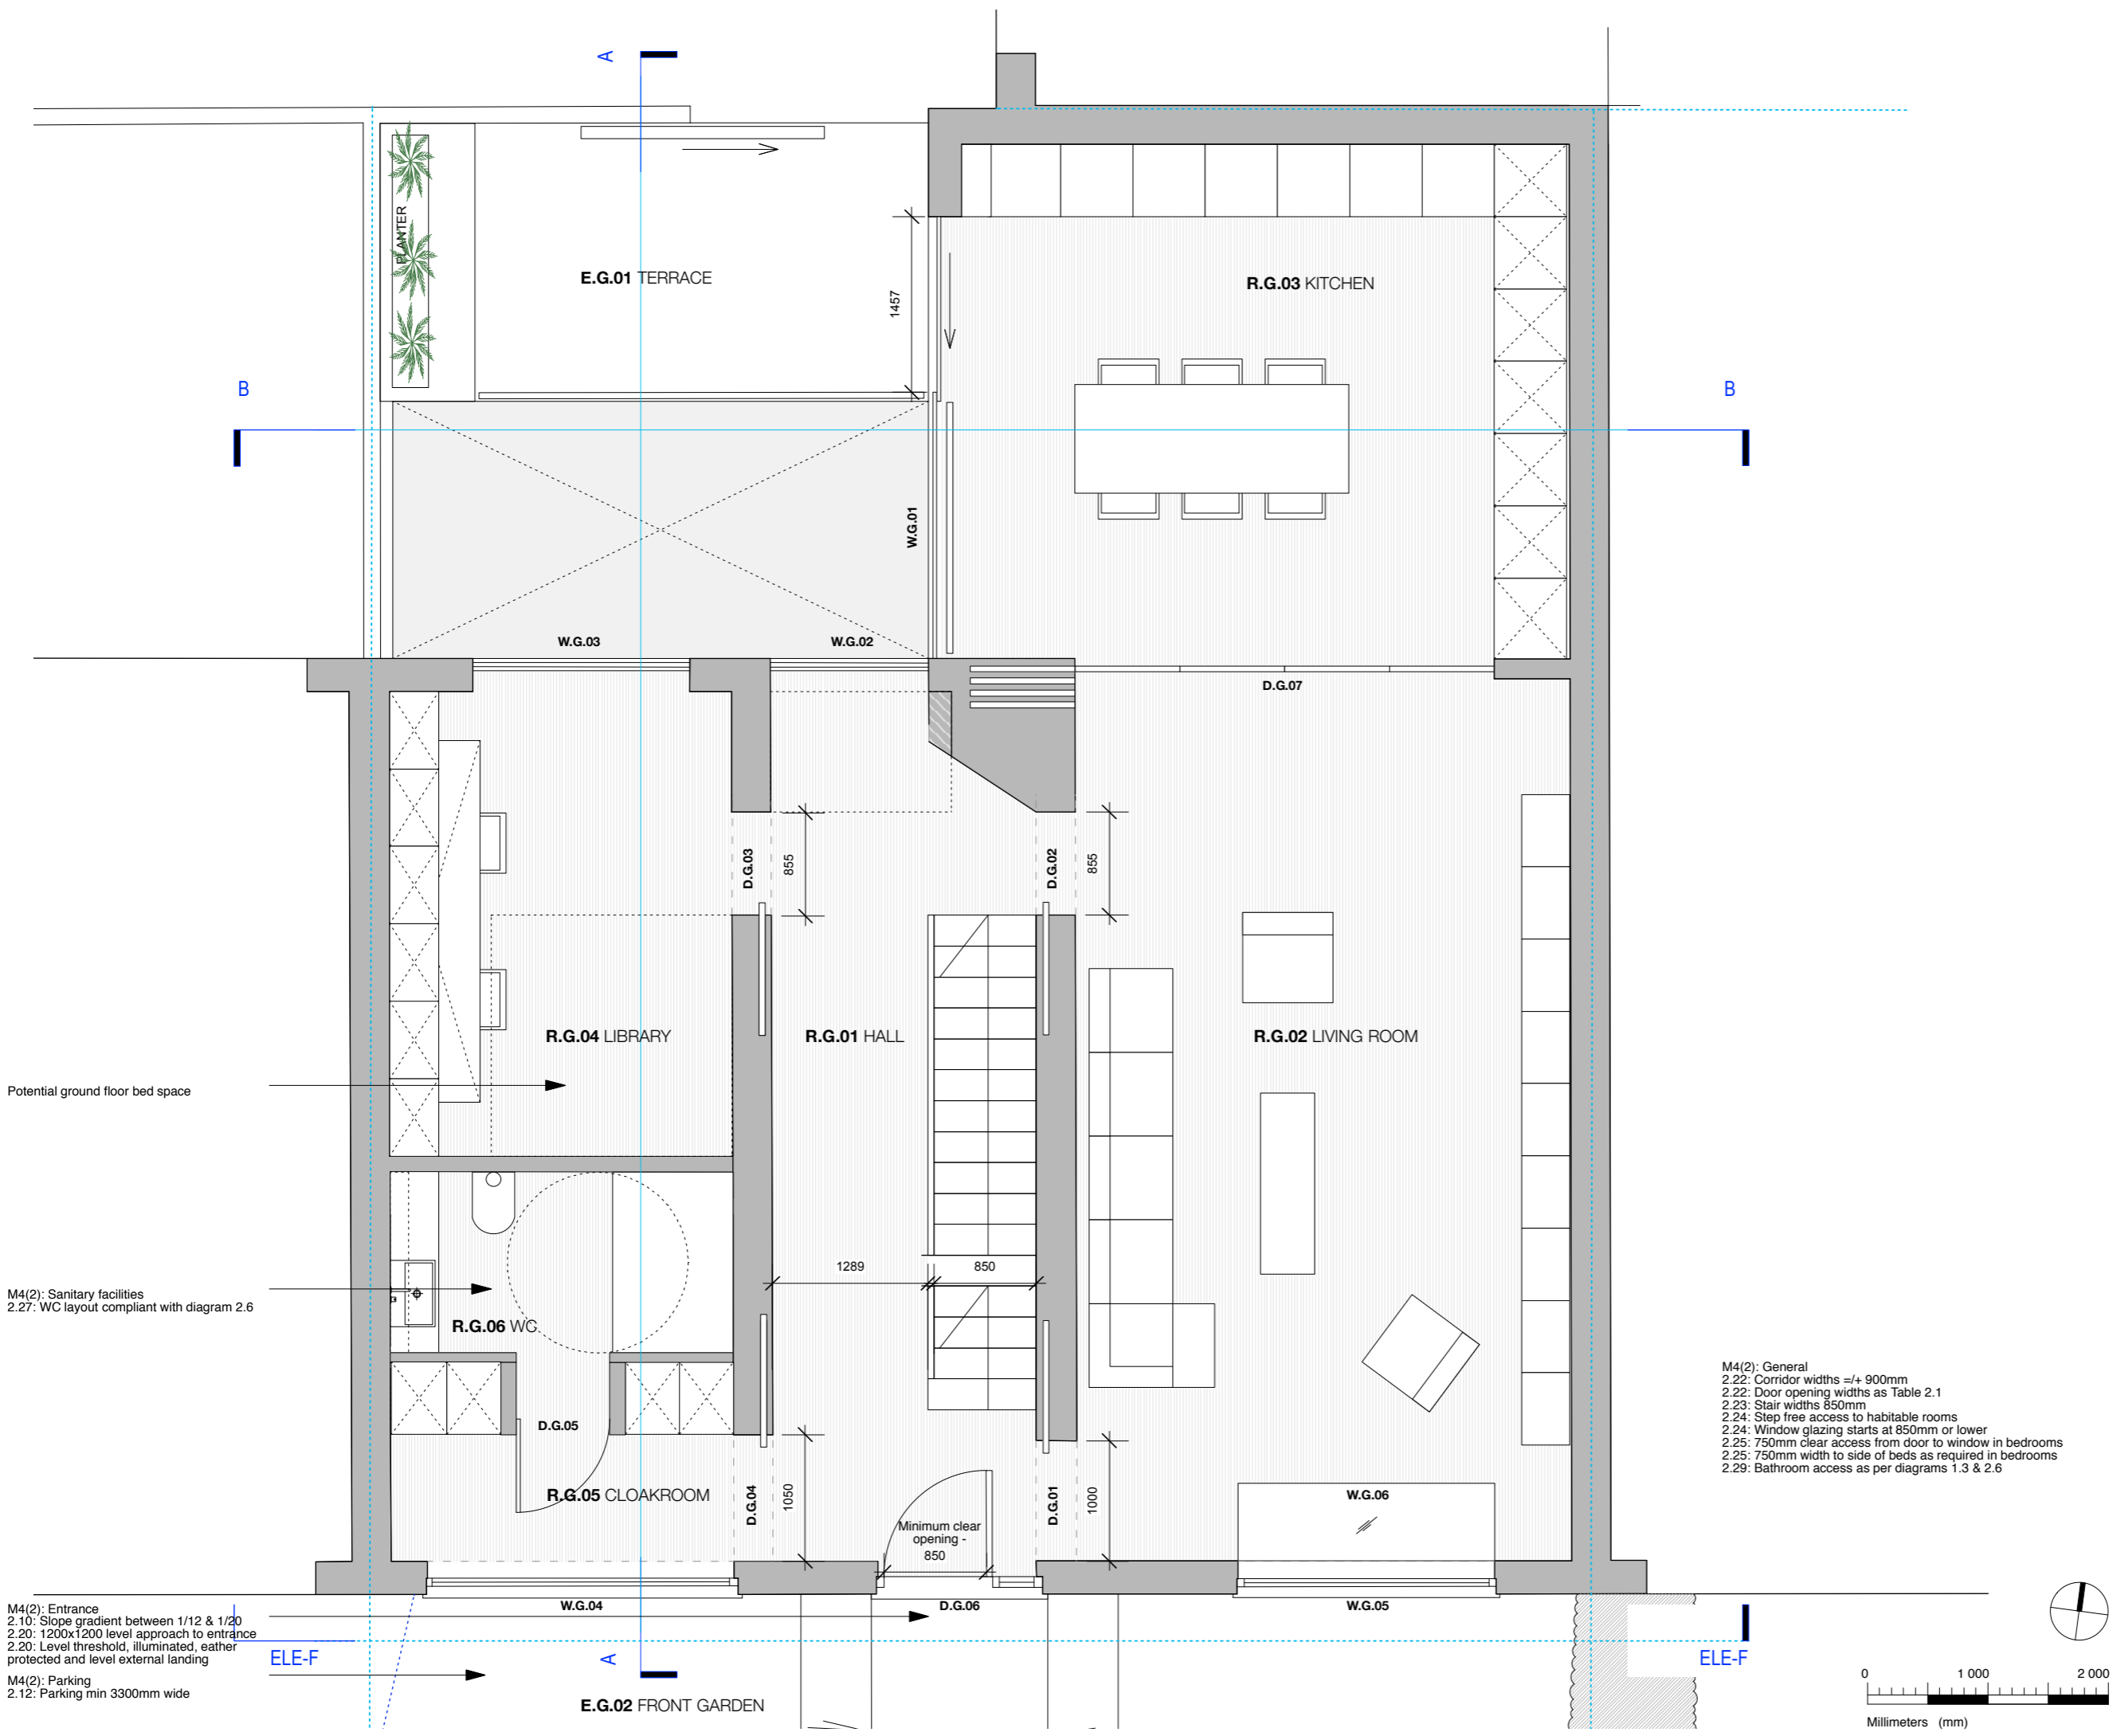 A
PLANTER
E.G.01 TERRACE
R.G.03 KITCHEN
1457
B
B
W.G.01
W.G.03
W.G.02
D.G.07
D.G.03
855
D.G.02
855
R.G.04 LIBRARY
R.G.01 HALL
R.G.02 LIVING ROOM
Potential ground floor bed space
1289
850
M4(2): Sanitary facilities
2.27: WC layout compliant with diagram 2.6
R.G.06 WC
M4(2): General
2.22: Corridor widths =/+ 900mm
2.22: Door opening widths as Table 2.1
2.23: Stair widths 850mm
2.24: Step free access to habitable rooms
2.24: Window glazing starts at 850mm or lower
2.25: 750mm clear access from door to window in bedrooms
2.25: 750mm width to side of beds as required in bedrooms
2.29: Bathroom access as per diagrams 1.3 & 2.6
D.G.05
R.G.05 CLOAKROOM
D.G.04
1050
D.G.01
1000
W.G.06
Minimum clear
opening -
850
W.G.04
D.G.06
W.G.05
M4(2): Entrance
2.10: Slope gradient between 1/12 & 1/20
2.20: 1200x1200 level approach to entrance
2.20: Level threshold, illuminated, eather
protected and level external landing
ELE-F
A
ELE-F
M4(2): Parking
2.12: Parking min 3300mm wide
E.G.02 FRONT GARDEN
0 1 000 2 000
Millimeters (mm)